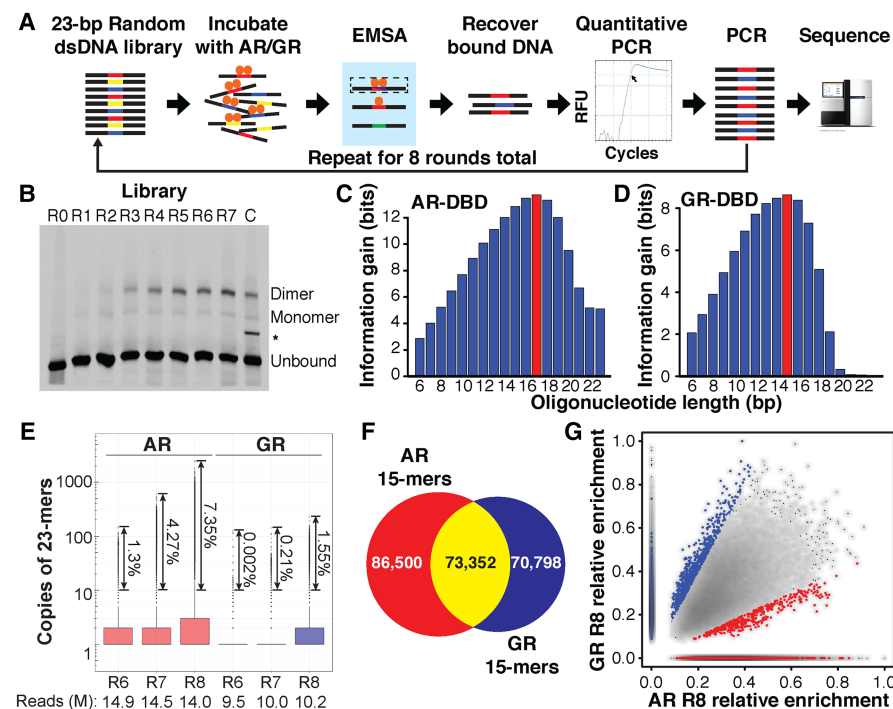 A
23-bp Random
dsDNA library
Incubate
with AR/GR
EMSA
Recover
bound DNA
Quantitative
PCR
PCR
Sequence
RFU
Cycles
Repeat for 8 rounds total
B
Library
R0 R1 R2 R3 R4 R5 R6 R7 C
Dimer
Monomer
*
Unbound
C
AR-DBD
Information gain (bits)
12
10
8
6
4
2
0
6 8 10 12 14 16 18 20 22
D
GR-DBD
Information gain (bits)
8
6
4
2
0
6 8 10 12 14 16 18 20 22
Oligonucleotide length (bp)
E
AR GR
Copies of 23-mers
1000
100
10
1
1.3%
4.27%
7.35%
0.002%
0.21%
1.55%
R6 R7 R8 R6 R7 R8
Reads (M): 14.9 14.5 14.0 9.5 10.0 10.2
F
AR
15-mers
86,500
73,352
70,798
GR
15-mers
G
GR R8 relative enrichment
1.0
0.8
0.6
0.4
0.2
0.0
0.0 0.2 0.4 0.6 0.8 1.0
AR R8 relative enrichment